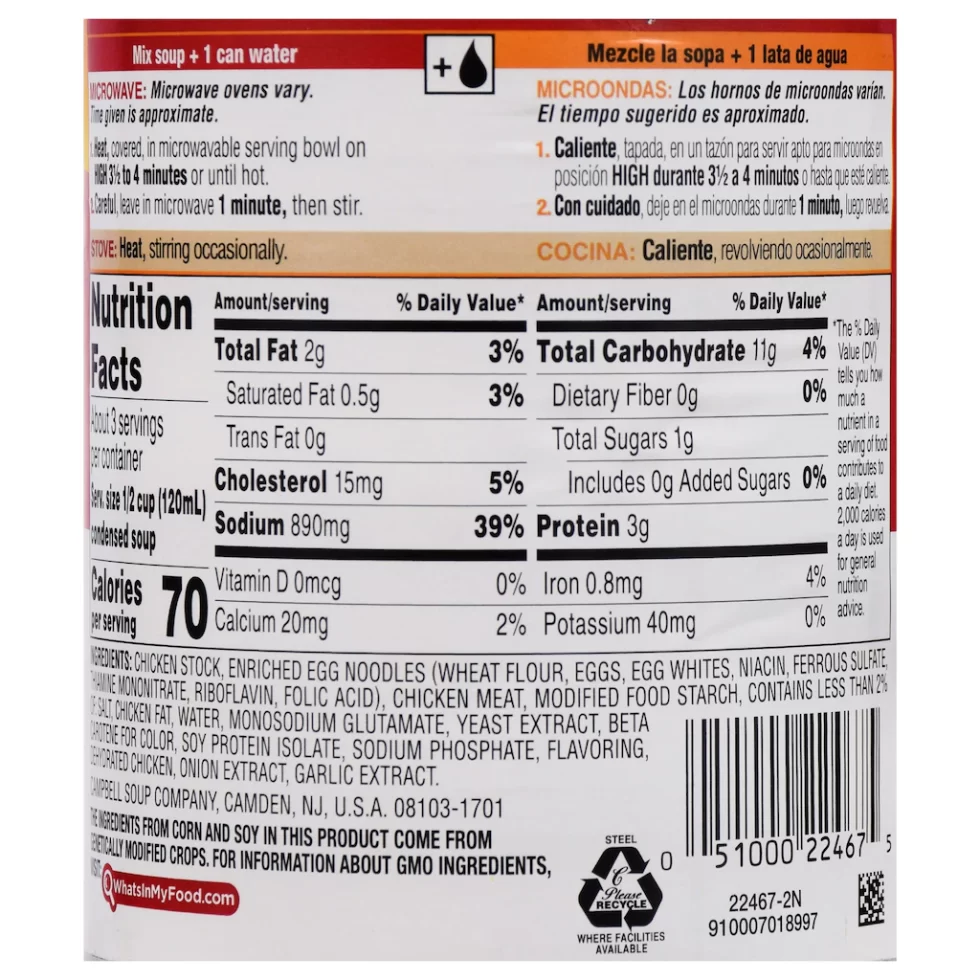 Mix soup + 1 can water
+
Mezcle la sopa + 1 lata de agua
MICROWAVE: Microwave ovens vary.
Time given is approximate.
1. Heat, covered, in microwavable serving bowl on
HIGH 3½ to 4 minutes or until hot.
2. Careful, leave in microwave 1 minute, then stir.
STOVE: Heat, stirring occasionally.
MICROONDAS: Los hornos de microondas varían.
El tiempo sugerido es aproximado.
1. Caliente, tapada, en un tazón para servir apto para microondas en
posición HIGH durante 3½ a 4 minutos o hasta que esté caliente.
2. Con cuidado, deje en el microondas durante 1 minuto, luego revuelva.
COCINA: Caliente, revolviendo ocasionalmente.
Nutrition
Facts
About 3 servings
per container
Serv. size 1/2 cup (120mL)
condensed soup
Calories
per serving
70
Amount/serving % Daily Value*
Total Fat 2g 3%
Saturated Fat 0.5g 3%
Trans Fat 0g
Cholesterol 15mg 5%
Sodium 890mg 39%
Vitamin D 0mcg 0%
Calcium 20mg 2%
Amount/serving % Daily Value*
Total Carbohydrate 11g 4%
Dietary Fiber 0g 0%
Total Sugars 1g
Includes 0g Added Sugars 0%
Protein 3g
Iron 0.8mg 4%
Potassium 40mg 0%
*The % Daily
Value (DV)
tells you how
much a
nutrient in a
serving of food
contributes to
a daily diet.
2,000 calories
a day is used
for general
nutrition
advice.
INGREDIENTS: CHICKEN STOCK, ENRICHED EGG NOODLES (WHEAT FLOUR, EGGS, EGG WHITES, NIACIN, FERROUS SULFATE,
THIAMINE MONONITRATE, RIBOFLAVIN, FOLIC ACID), CHICKEN MEAT, MODIFIED FOOD STARCH, CONTAINS LESS THAN 2%
OF: SALT, CHICKEN FAT, WATER, MONOSODIUM GLUTAMATE, YEAST EXTRACT, BETA
CAROTENE FOR COLOR, SOY PROTEIN ISOLATE, SODIUM PHOSPHATE, FLAVORING,
DEHYDRATED CHICKEN, ONION EXTRACT, GARLIC EXTRACT.
CAMPBELL SOUP COMPANY, CAMDEN, NJ, U.S.A. 08103-1701
THE INGREDIENTS FROM CORN AND SOY IN THIS PRODUCT COME FROM
GENETICALLY MODIFIED CROPS. FOR INFORMATION ABOUT GMO INGREDIENTS,
VISIT WhatsInMyFood.com
STEEL
C
Please
RECYCLE
WHERE FACILITIES
AVAILABLE
0 51000 22467 5
22467-2N
910007018997